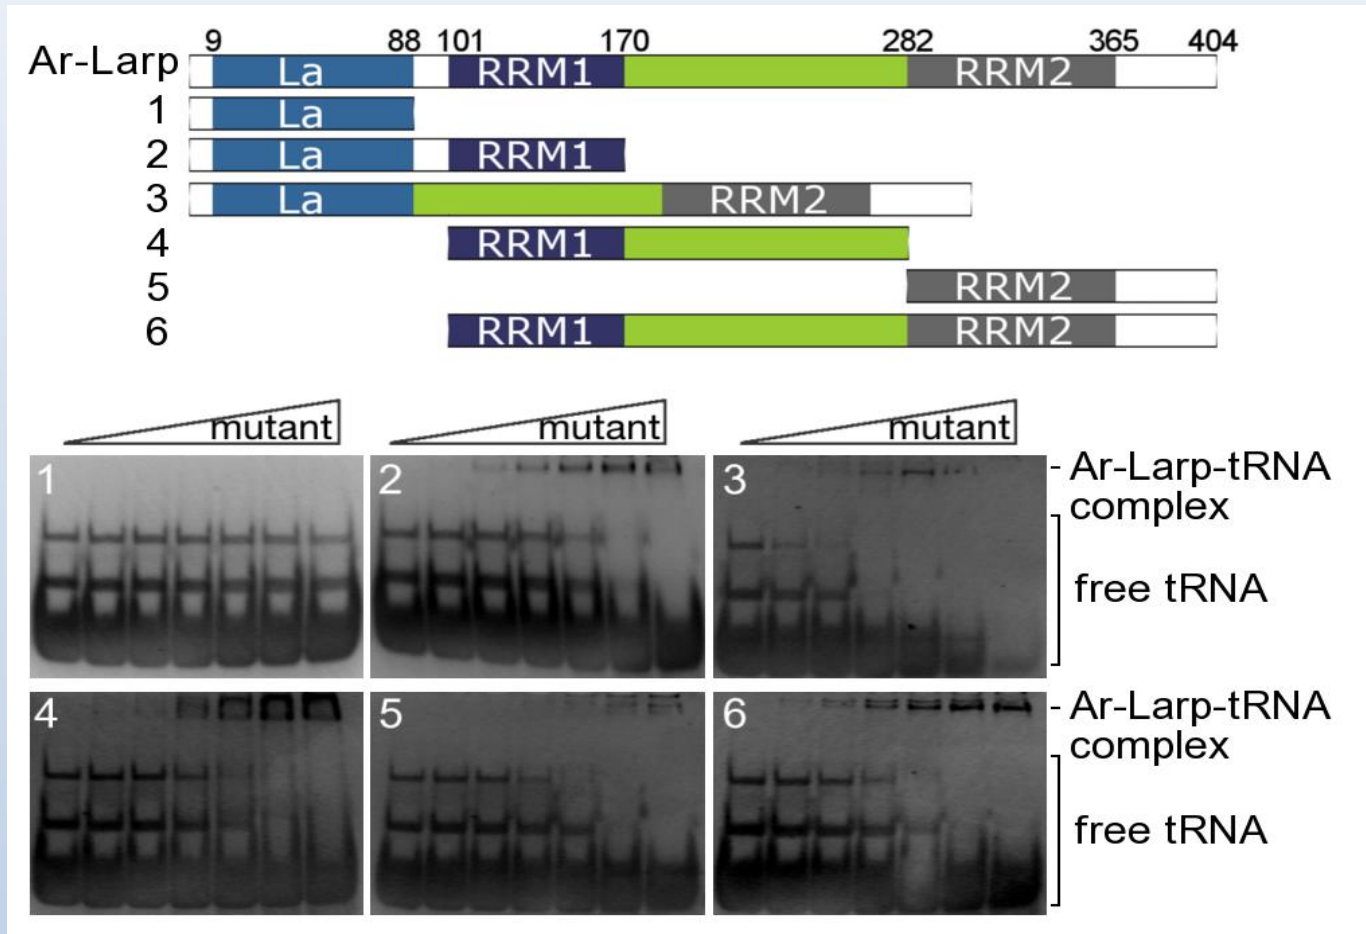 9 88 101 170 282 365 404
Ar-Larp La RRM1 RRM2
1 La
2 La RRM1
3 La RRM2
4 RRM1
5 RRM2
6 RRM1 RRM2
mutant mutant mutant
1 2 3 - Ar-Larp-tRNA
complex
free tRNA
4 5 6 - Ar-Larp-tRNA
complex
free tRNA